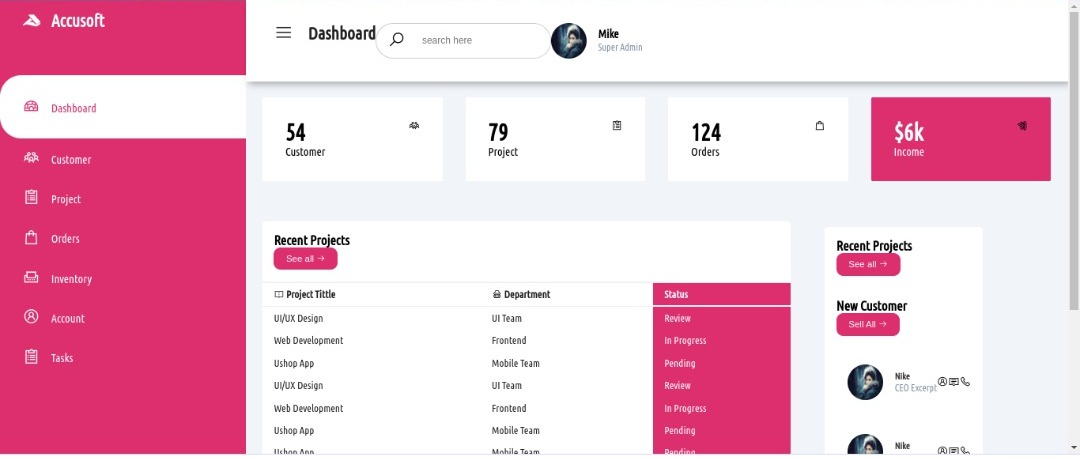 Accusoft
Dashboard
Customer
Project
Orders
Inventory
Account
Tasks
Dashboard
search here
Mike
Super Admin
54
Customer
79
Project
124
Orders
$6k
Income
Recent Projects
See all →
Project Tittle Department Status
UI/UX Design UI Team Review
Web Development Frontend In Progress
Ushop App Mobile Team Pending
UI/UX Design UI Team Review
Web Development Frontend In Progress
Ushop App Mobile Team Pending
Ushop App Mobile Team Pending
Recent Projects
See all →
New Customer
Sell All →
Nike
CEO Excerpt
Nike